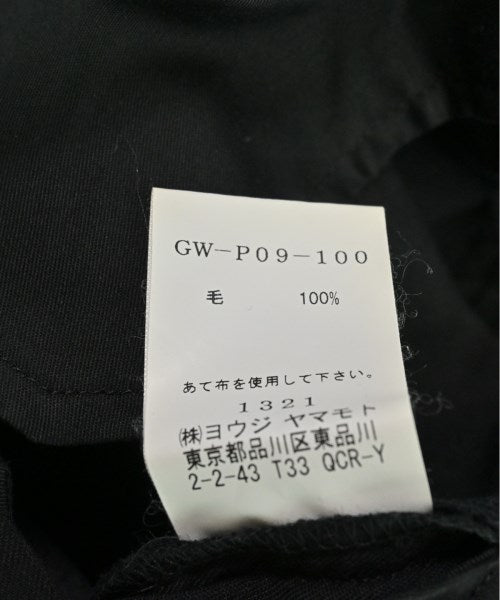 GW-P09-100
毛 100%
あて布を使用して下さい。
1321
㈱ヨウジ ヤマモト
東京都品川区東品川
2-2-43 T33 QCR-Y